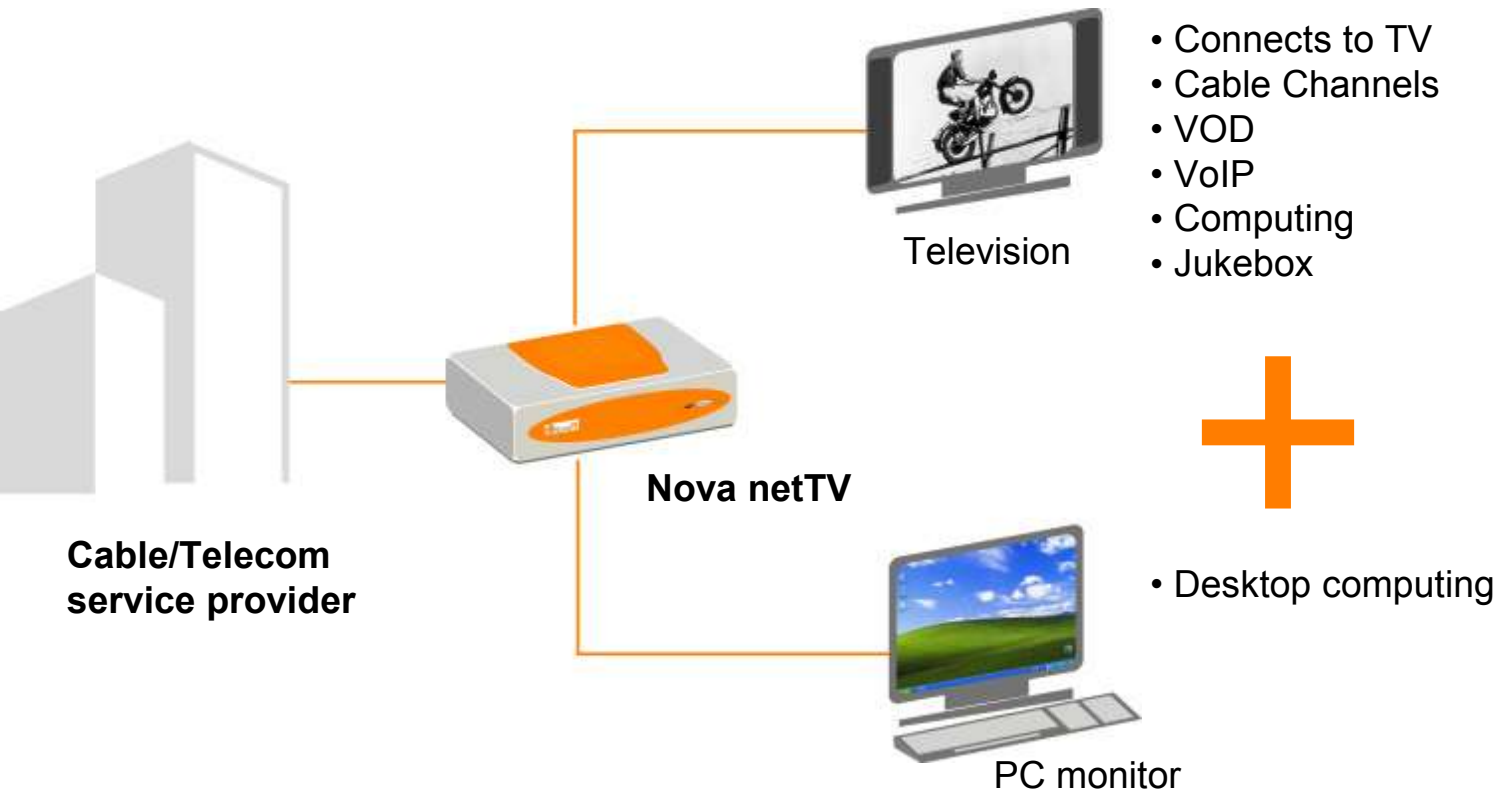 • Connects to TV
• Cable Channels
• VOD
• VoIP
• Computing
• Jukebox
Television
Nova netTV
Cable/Telecom
service provider
• Desktop computing
PC monitor